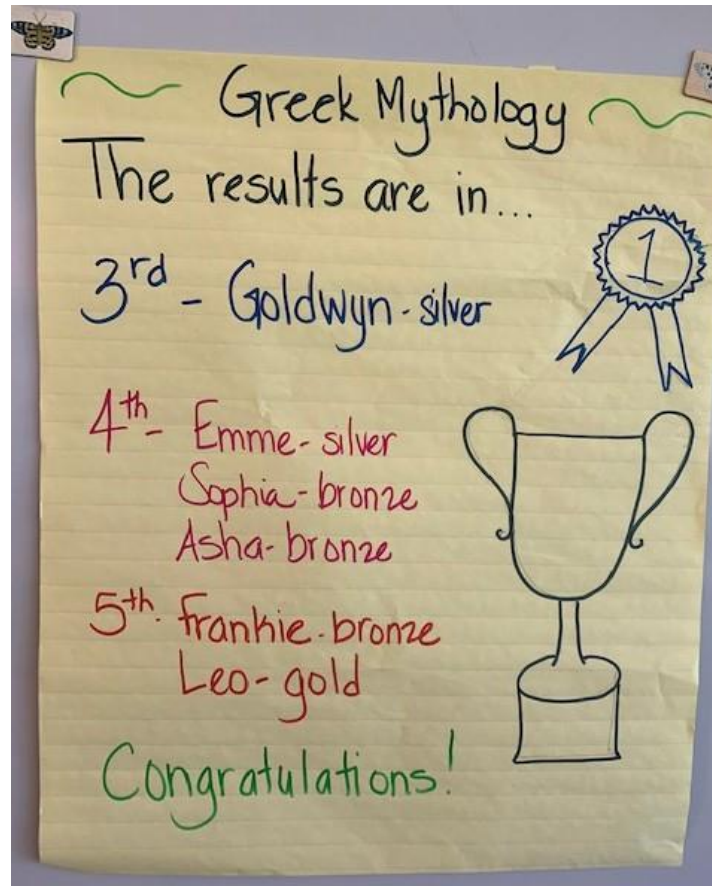 Greek Mythology
The results are in...
1
3rd - Goldwyn - silver
4th - Emme - silver
Sophia - bronze
Asha - bronze
5th. Frankie - bronze
Leo - gold
Congratulations!